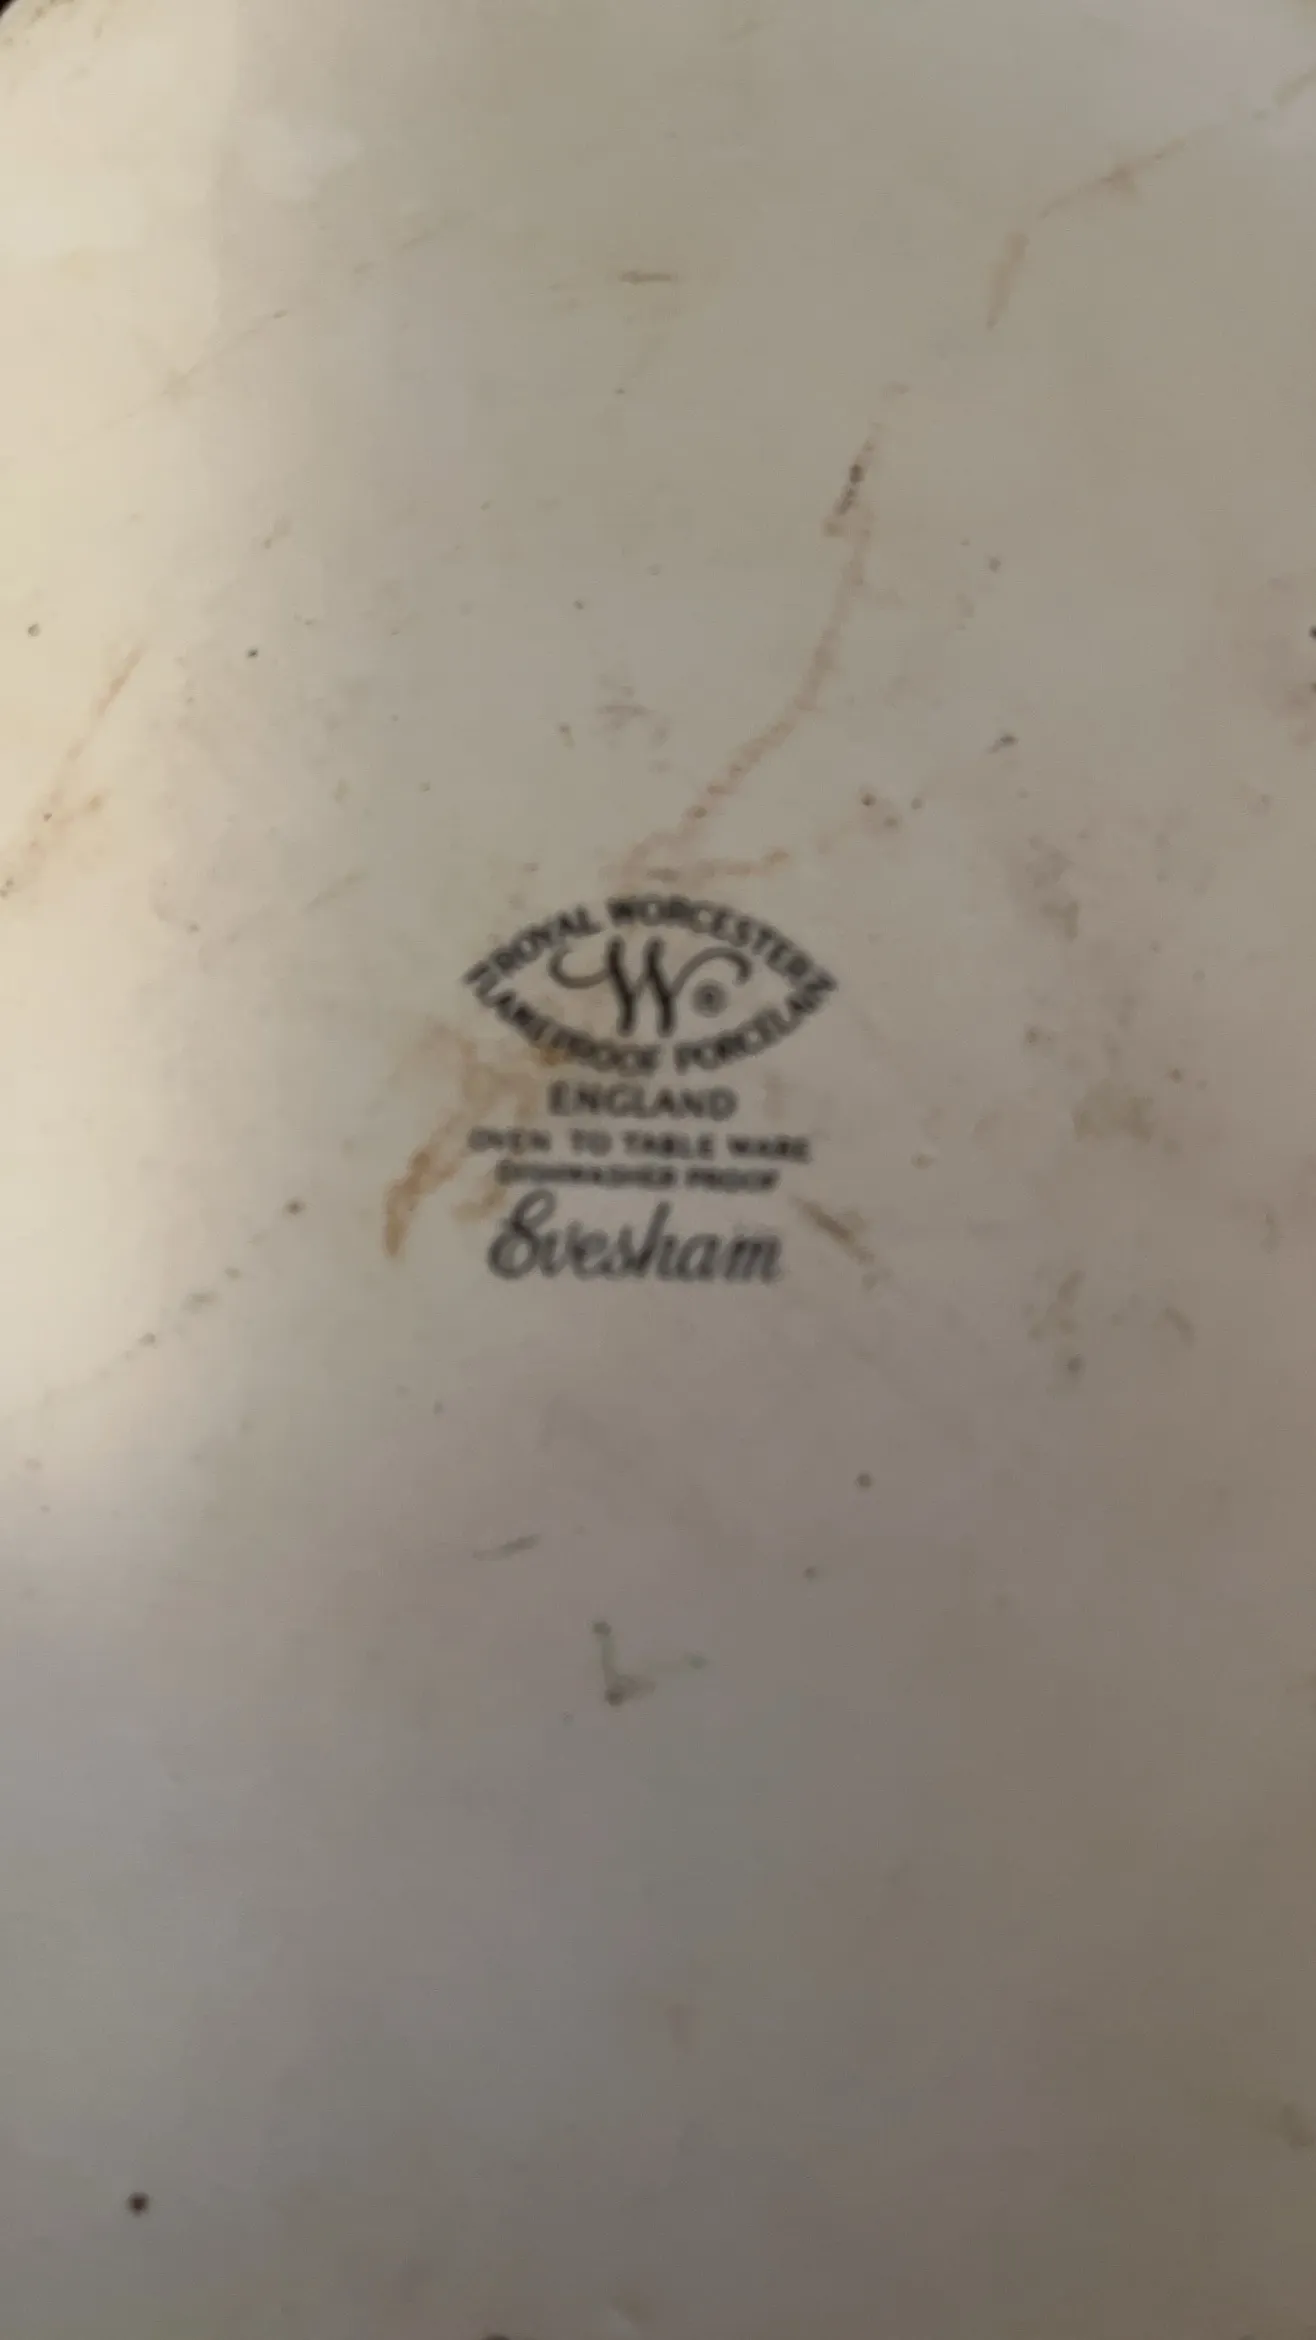 ROYAL WORCESTER
W ®
FLAMEPROOF PORCELAIN
ENGLAND
OVEN TO TABLE WARE
DISHWASHER PROOF
Evesham